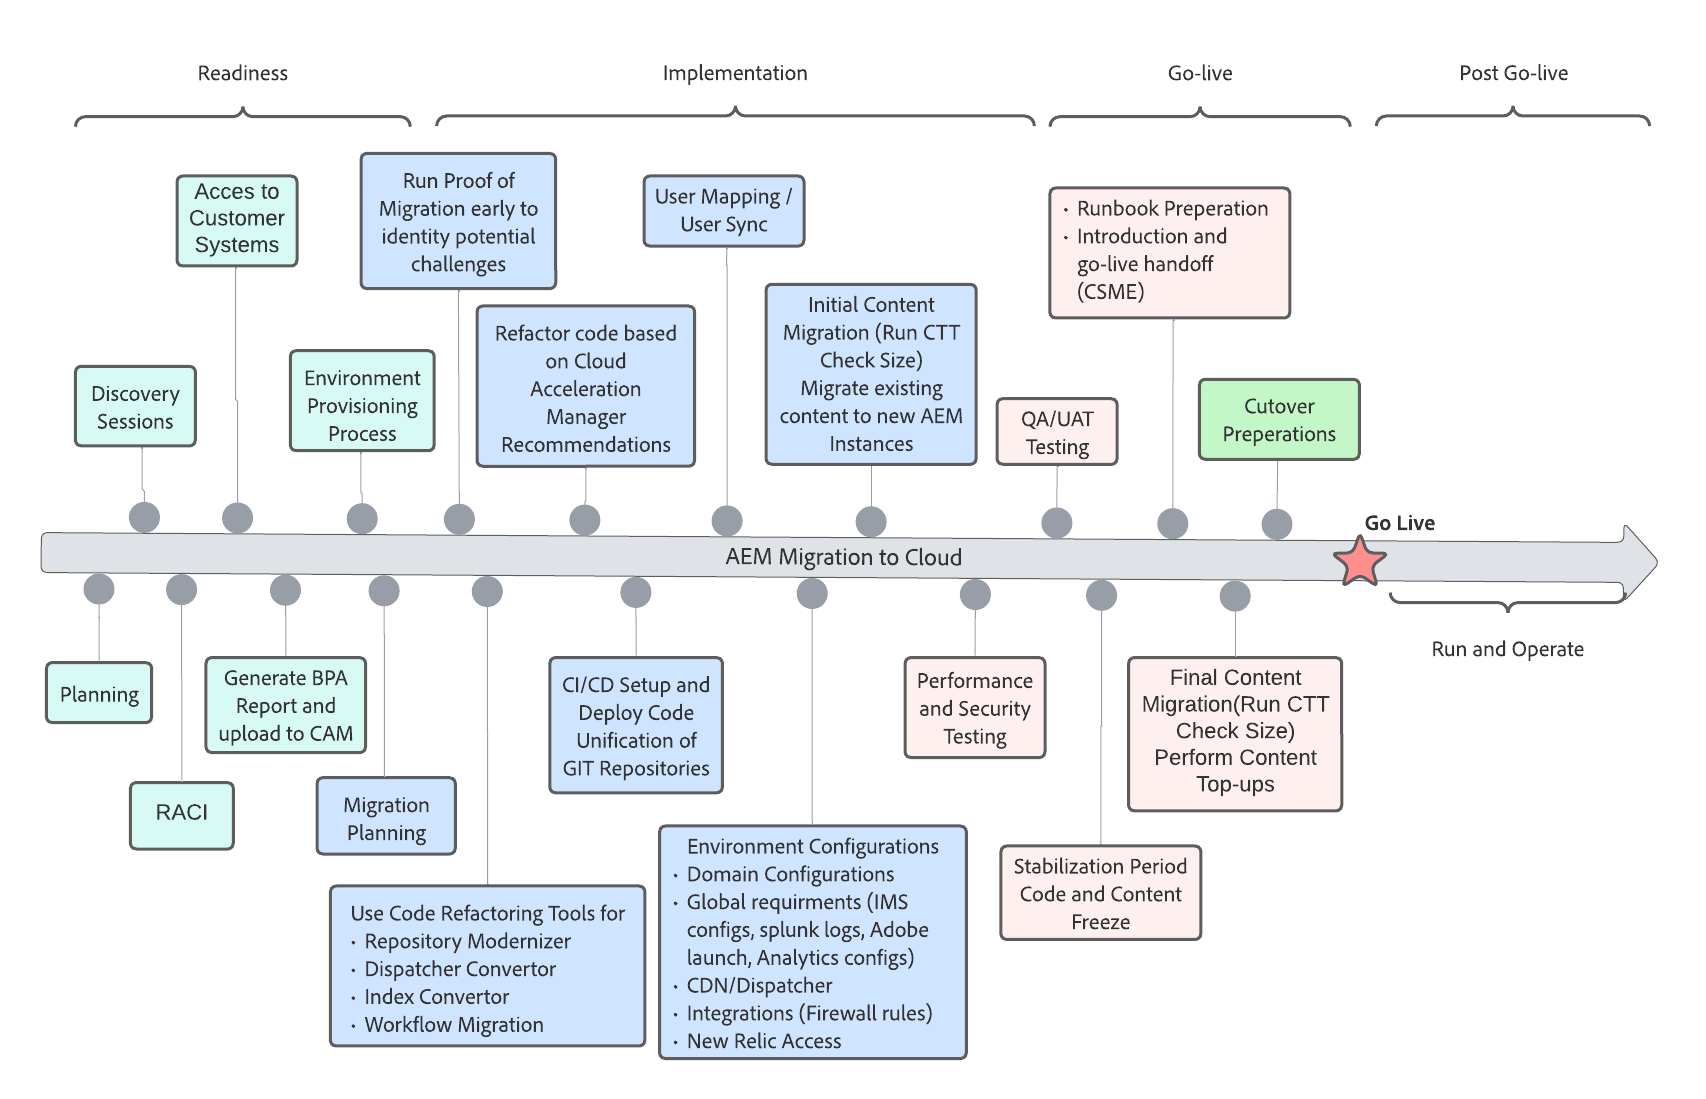 Readiness
Implementation
Go-live
Post Go-live
Acces to
Customer
Systems
Run Proof of
Migration early to
identity potential
challenges
User Mapping /
User Sync
• Runbook Preperation
• Introduction and
go-live handoff
(CSME)
Discovery
Sessions
Environment
Provisioning
Process
Refactor code based
on Cloud
Acceleration
Manager
Recommendations
Initial Content
Migration (Run CTT
Check Size)
Migrate existing
content to new AEM
Instances
QA/UAT
Testing
Cutover
Preperations
Go Live
AEM Migration to Cloud
Run and Operate
Planning
RACI
Generate BPA
Report and
upload to CAM
Migration
Planning
Use Code Refactoring Tools for
• Repository Modernizer
• Dispatcher Convertor
• Index Convertor
• Workflow Migration
CI/CD Setup and
Deploy Code
Unification of
GIT Repositories
Environment Configurations
• Domain Configurations
• Global requirments (IMS
configs, splunk logs, Adobe
launch, Analytics configs)
• CDN/Dispatcher
• Integrations (Firewall rules)
• New Relic Access
Performance
and Security
Testing
Stabilization Period
Code and Content
Freeze
Final Content
Migration(Run CTT
Check Size)
Perform Content
Top-ups